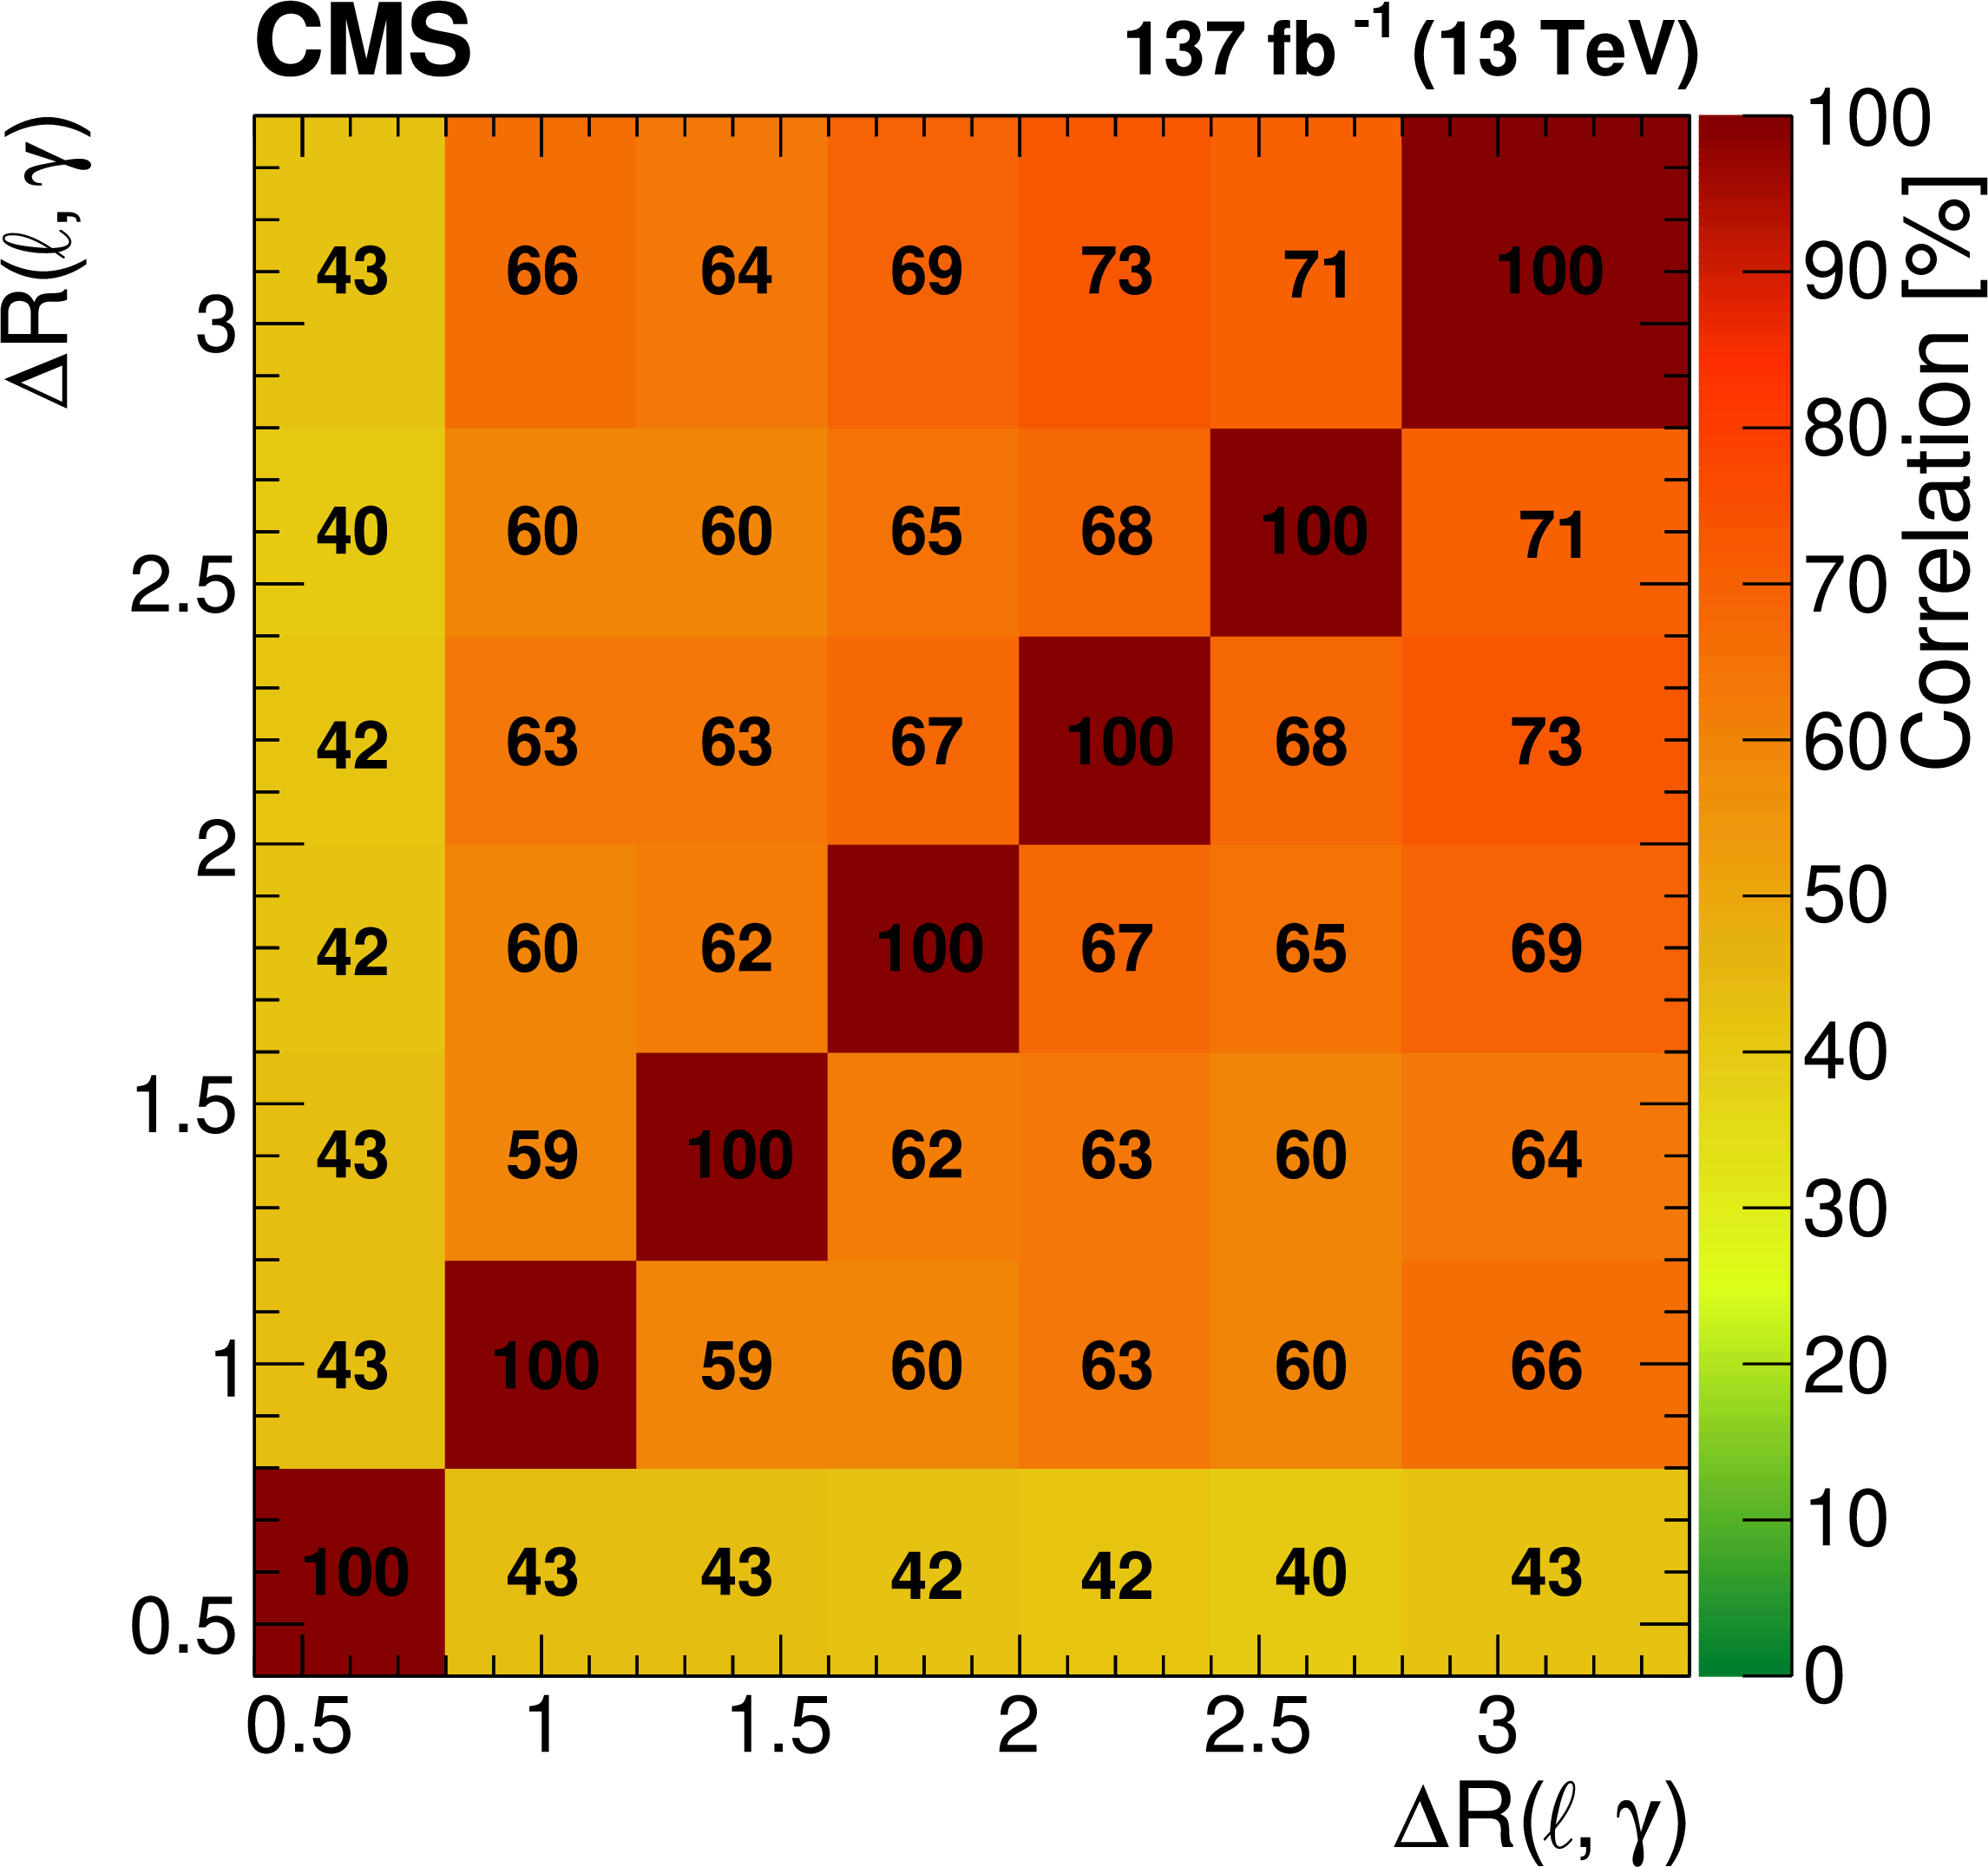 CMS 137 fb⁻¹ (13 TeV)
ΔR(ℓ, γ)
43 66 64 69 73 71 100
40 60 60 65 68 100 71
42 63 63 67 100 68 73
42 60 62 100 67 65 69
43 59 100 62 63 60 64
43 100 59 60 63 60 66
100 43 43 42 42 40 43
3
2.5
2
1.5
1
0.5
0.5 1 1.5 2 2.5 3
ΔR(ℓ, γ)
100
90
80
70
60
50
40
30
20
10
0
Correlation [%]